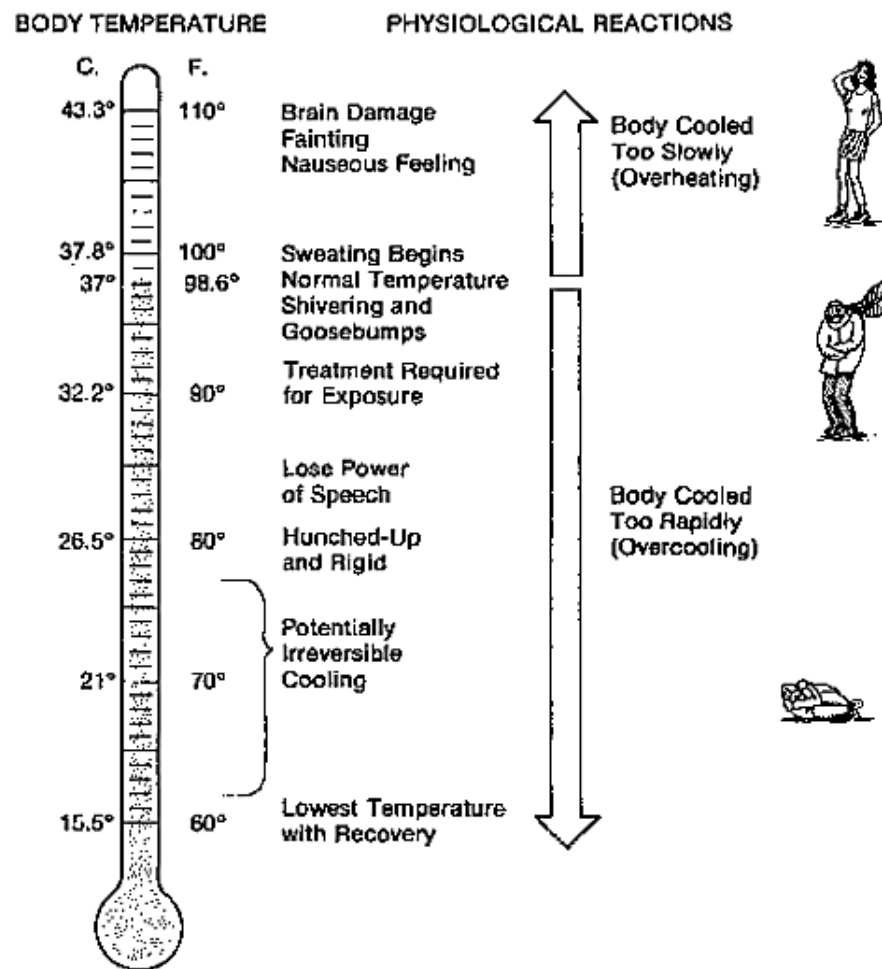 BODY TEMPERATURE
PHYSIOLOGICAL REACTIONS
C.
F.
43.3°
110°
Brain Damage
Fainting
Nauseous Feeling
Body Cooled
Too Slowly
(Overheating)
37.8°
100°
Sweating Begins
37°
98.6°
Normal Temperature
Shivering and
Goosebumps
Treatment Required
for Exposure
32.2°
90°
Lose Power
of Speech
Body Cooled
Too Rapidly
(Overcooling)
26.5°
80°
Hunched-Up
and Rigid
Potentially
Irreversible
Cooling
21°
70°
Lowest Temperature
with Recovery
15.5°
60°